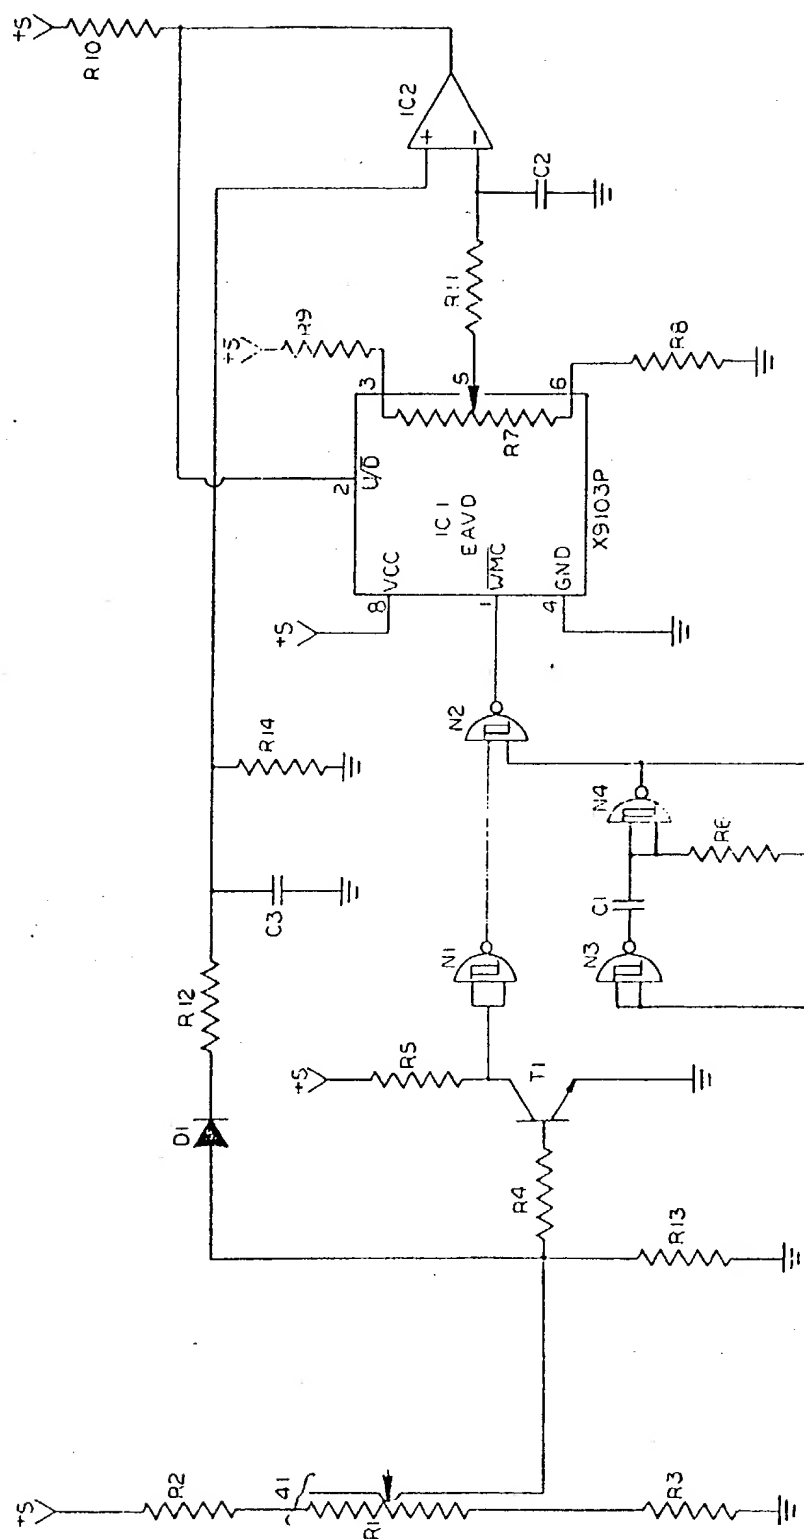 +5
R2
41
R1
R3
D1
R12
R4
R13
+5
R5
T1
C3
R14
N1
N3
C1
N4
R6
N2
+5
8
VCC
1
WMC
4
GND
2
U/D
IC 1
EAVD
X9103P
3
5
6
R7
+5
R9
R8
R11
C2
+
−
IC2
+5
R10